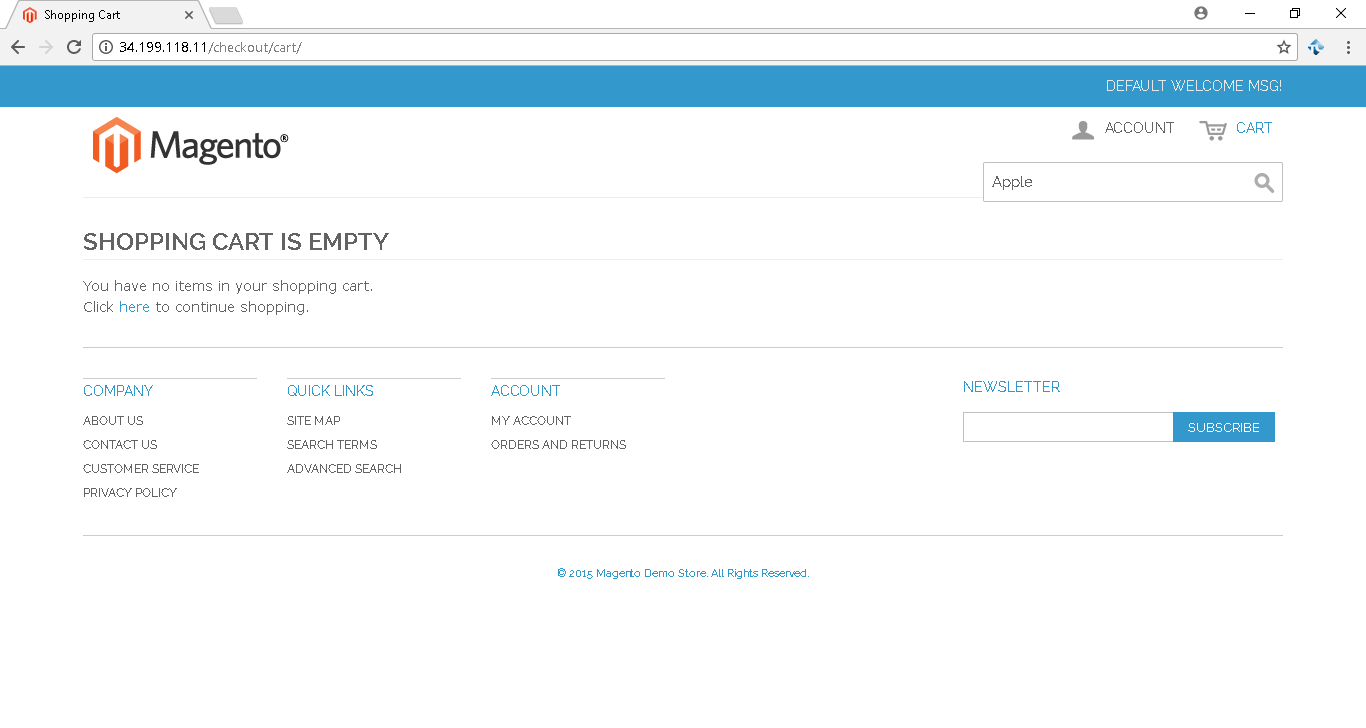 Shopping Cart
34.199.118.11/checkout/cart/
DEFAULT WELCOME MSG!
Magento®
ACCOUNT
CART
Apple
SHOPPING CART IS EMPTY
You have no items in your shopping cart.
Click here to continue shopping.
COMPANY
ABOUT US
CONTACT US
CUSTOMER SERVICE
PRIVACY POLICY
QUICK LINKS
SITE MAP
SEARCH TERMS
ADVANCED SEARCH
ACCOUNT
MY ACCOUNT
ORDERS AND RETURNS
NEWSLETTER
SUBSCRIBE
© 2015 Magento Demo Store. All Rights Reserved.